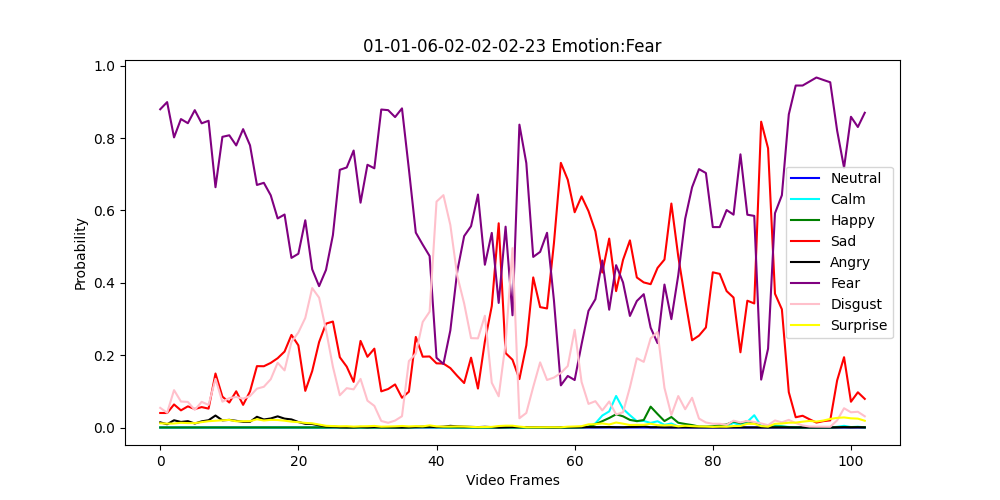 01-01-06-02-02-02-23 Emotion:Fear
1.0
0.8
0.6
0.4
0.2
0.0
Probability
0 20 40 60 80 100
Video Frames
Neutral
Calm
Happy
Sad
Angry
Fear
Disgust
Surprise